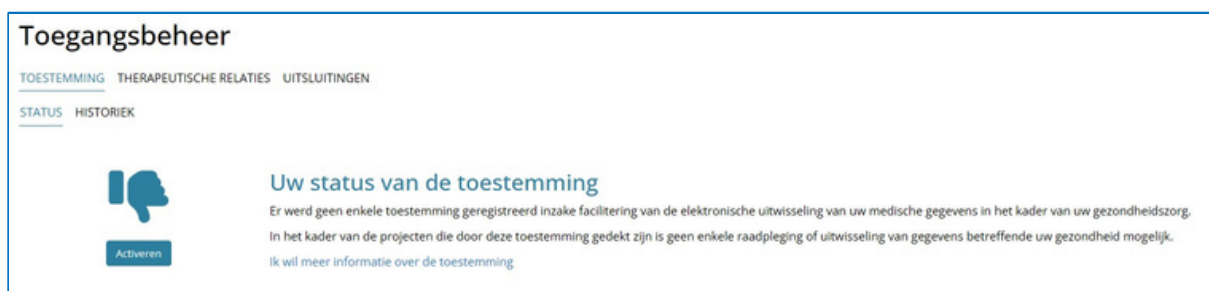 Toegangsbeheer
TOESTEMMING THERAPEUTISCHE RELATIES UITSLUITINGEN
STATUS HISTORIEK
Uw status van de toestemming
Er werd geen enkele toestemming geregistreerd inzake facilitering van de elektronische uitwisseling van uw medische gegevens in het kader van uw gezondheidszorg.
In het kader van de projecten die door deze toestemming gedekt zijn is geen enkele raadpleging of uitwisseling van gegevens betreffende uw gezondheid mogelijk.
Activeren
Ik wil meer informatie over de toestemming